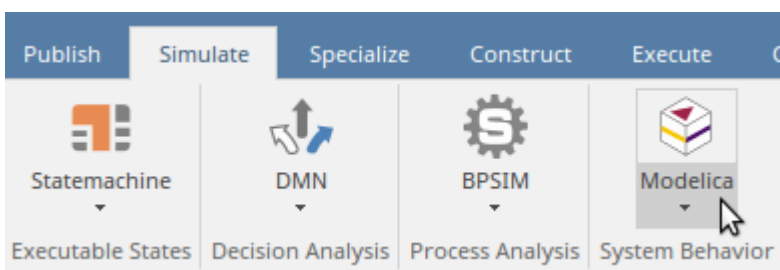 Publish Simulate Specialize Construct Execute
Statemachine DMN BPSIM Modelica
Executable States Decision Analysis Process Analysis System Behavior